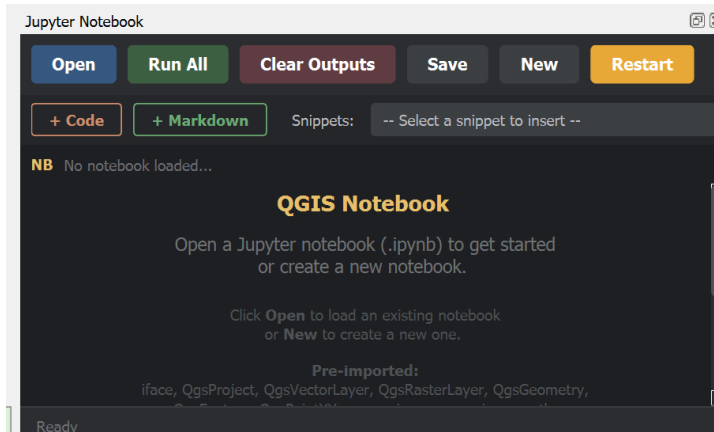 Jupyter Notebook
Open Run All Clear Outputs Save New Restart
+ Code + Markdown Snippets: -- Select a snippet to insert --
NB No notebook loaded...
QGIS Notebook
Open a Jupyter notebook (.ipynb) to get started
or create a new notebook.
Click Open to load an existing notebook
or New to create a new one.
Pre-imported:
iface, QgsProject, QgsVectorLayer, QgsRasterLayer, QgsGeometry,
Ready